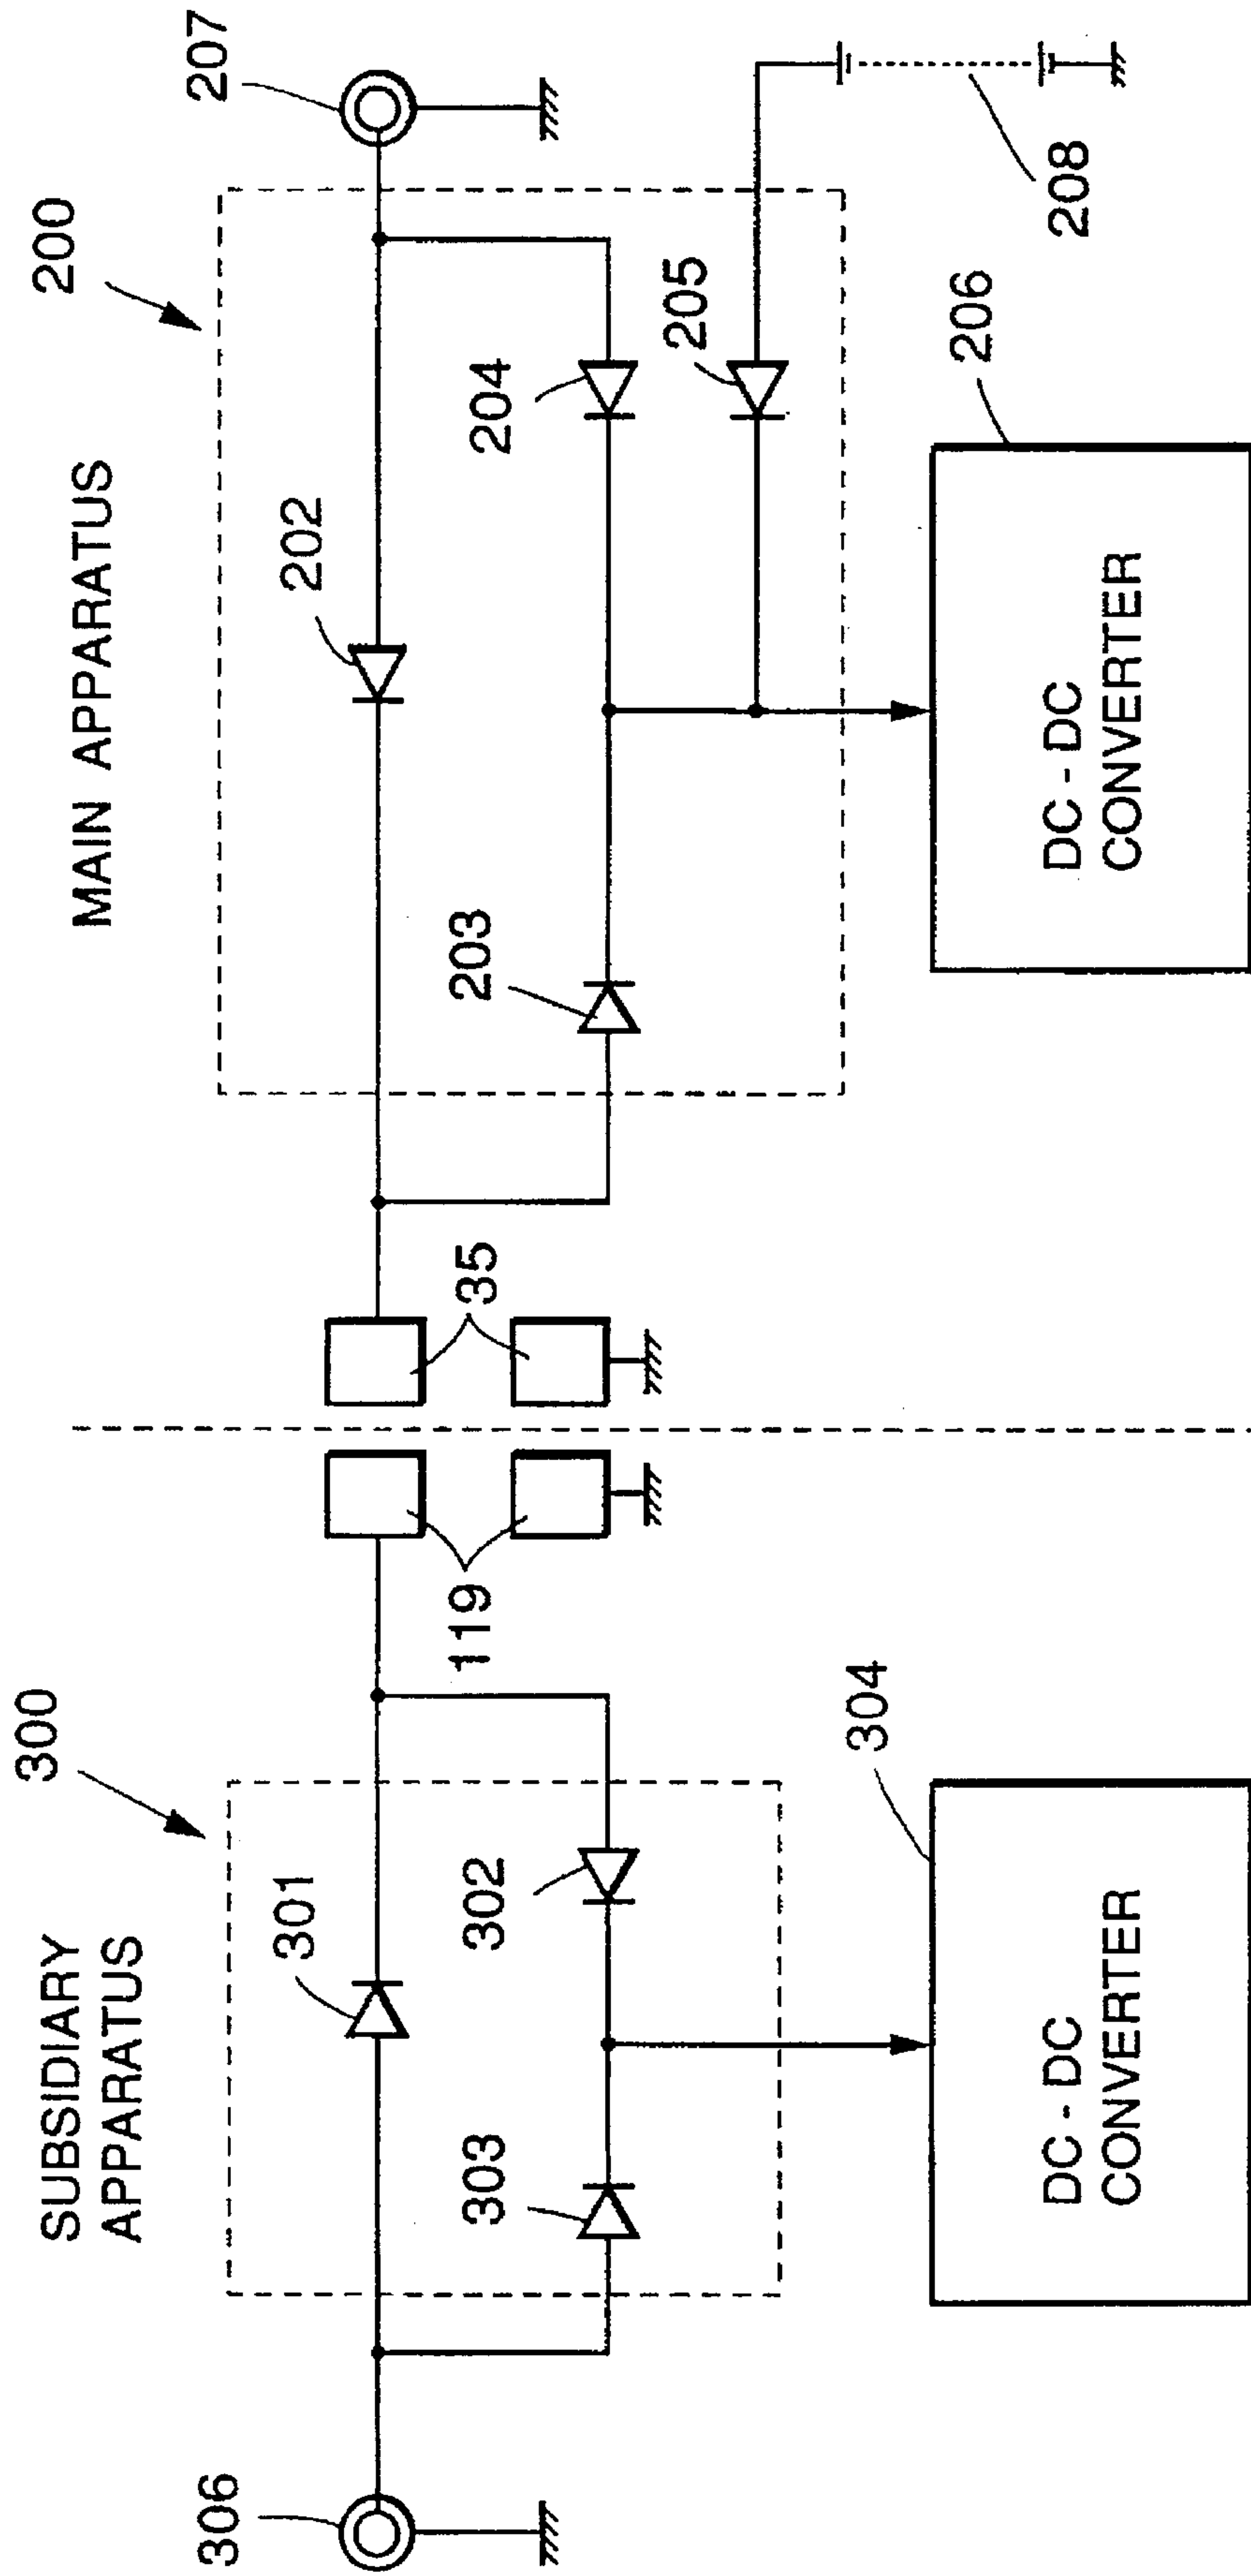 SUBSIDIARY
APPARATUS
300
MAIN APPARATUS
200
306
301
303
302
119
35
202
203
204
205
207
208
304
DC - DC
CONVERTER
206
DC - DC
CONVERTER